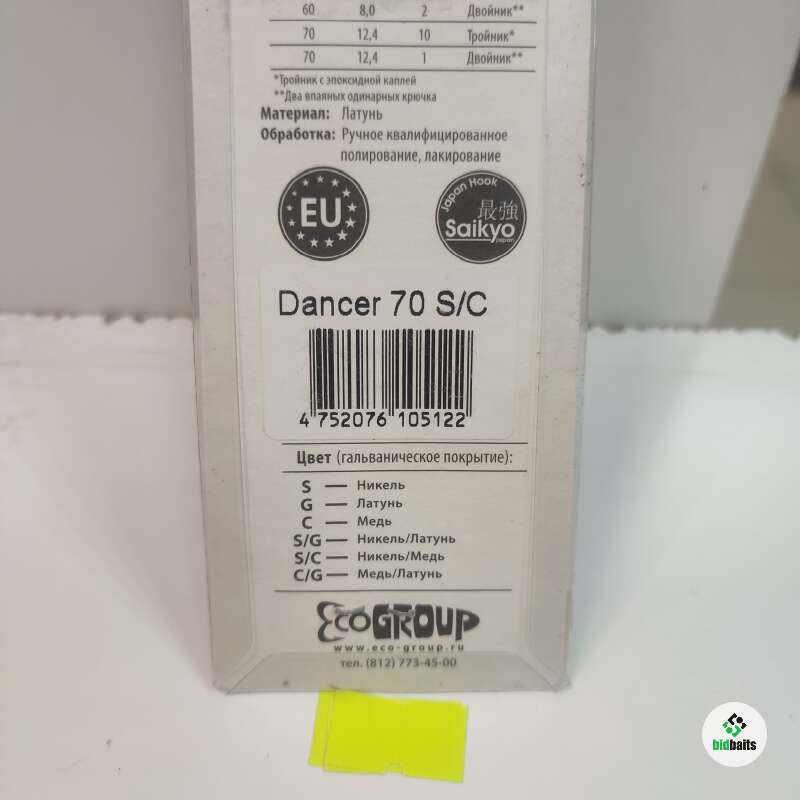 60 8,0 2 Двойник**
70 12,4 10 Тройник*
70 12,4 1 Двойник**
*Тройник с эпоксидной каплей
**Два впаяных одинарных крючка
Материал: Латунь
Обработка: Ручное квалифицированное
полирование, лакирование
EU
Japan Hook
最強
Saikyo
Japan
Dancer 70 S/C
4 752076 105122
Цвет (гальваническое покрытие):
S — Никель
G — Латунь
C — Медь
S/G — Никель/Латунь
S/C — Никель/Медь
C/G — Медь/Латунь
ECOGROUP
www.eco-group.ru
тел. (812) 773-45-00
bidbaits